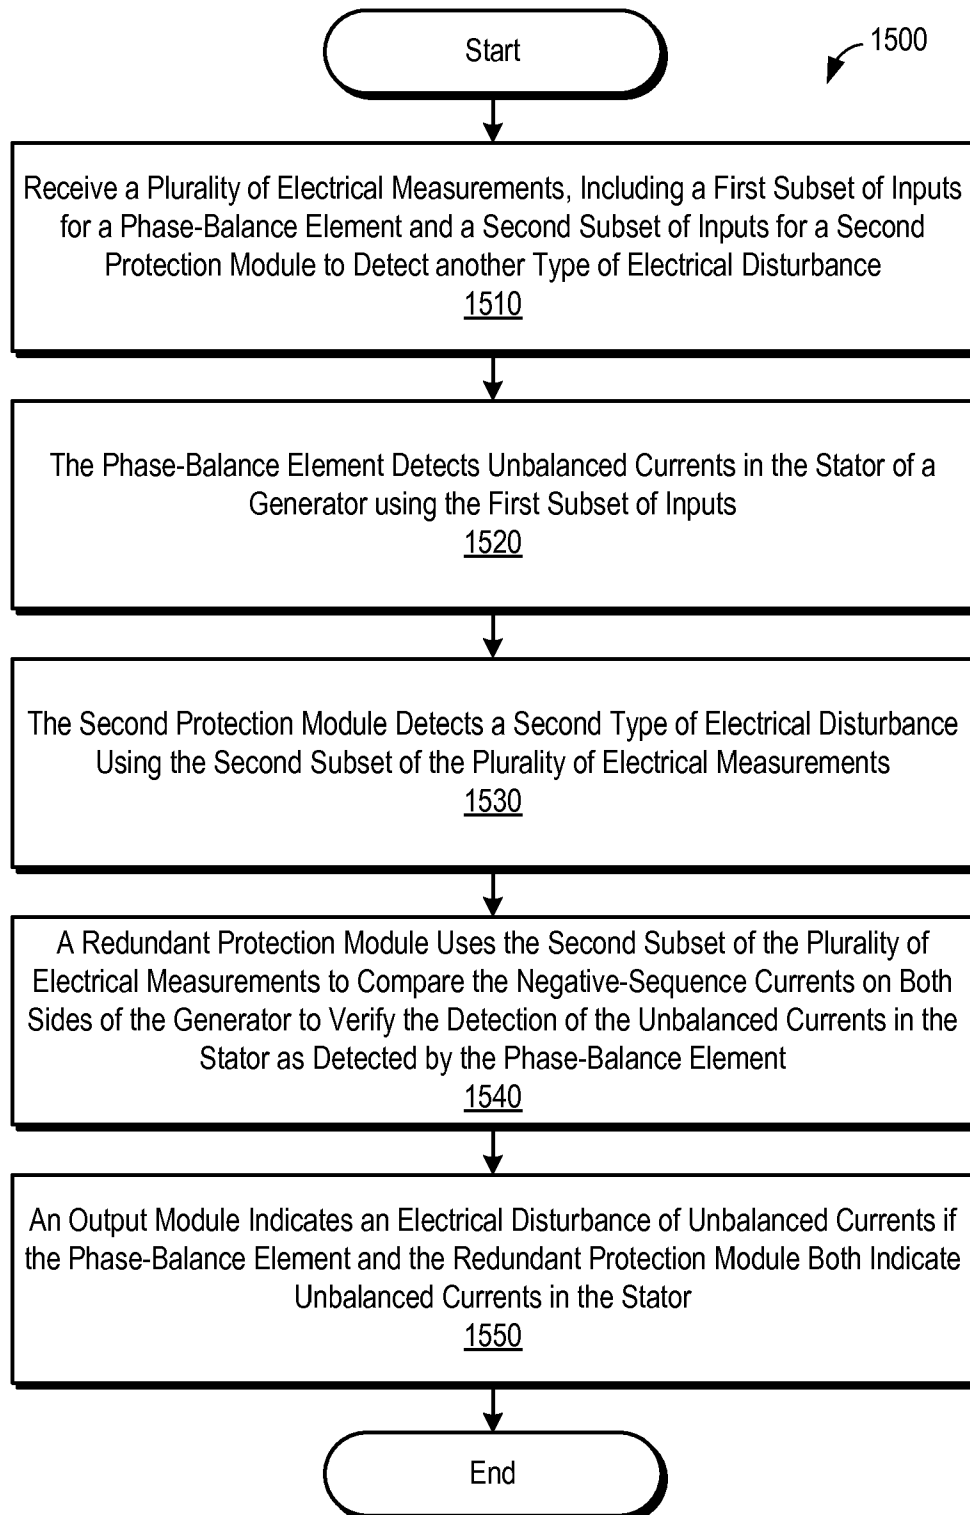 Start
1500
Receive a Plurality of Electrical Measurements, Including a First Subset of Inputs
for a Phase-Balance Element and a Second Subset of Inputs for a Second
Protection Module to Detect another Type of Electrical Disturbance
1510
The Phase-Balance Element Detects Unbalanced Currents in the Stator of a
Generator using the First Subset of Inputs
1520
The Second Protection Module Detects a Second Type of Electrical Disturbance
Using the Second Subset of the Plurality of Electrical Measurements
1530
A Redundant Protection Module Uses the Second Subset of the Plurality of
Electrical Measurements to Compare the Negative-Sequence Currents on Both
Sides of the Generator to Verify the Detection of the Unbalanced Currents in the
Stator as Detected by the Phase-Balance Element
1540
An Output Module Indicates an Electrical Disturbance of Unbalanced Currents if
the Phase-Balance Element and the Redundant Protection Module Both Indicate
Unbalanced Currents in the Stator
1550
End